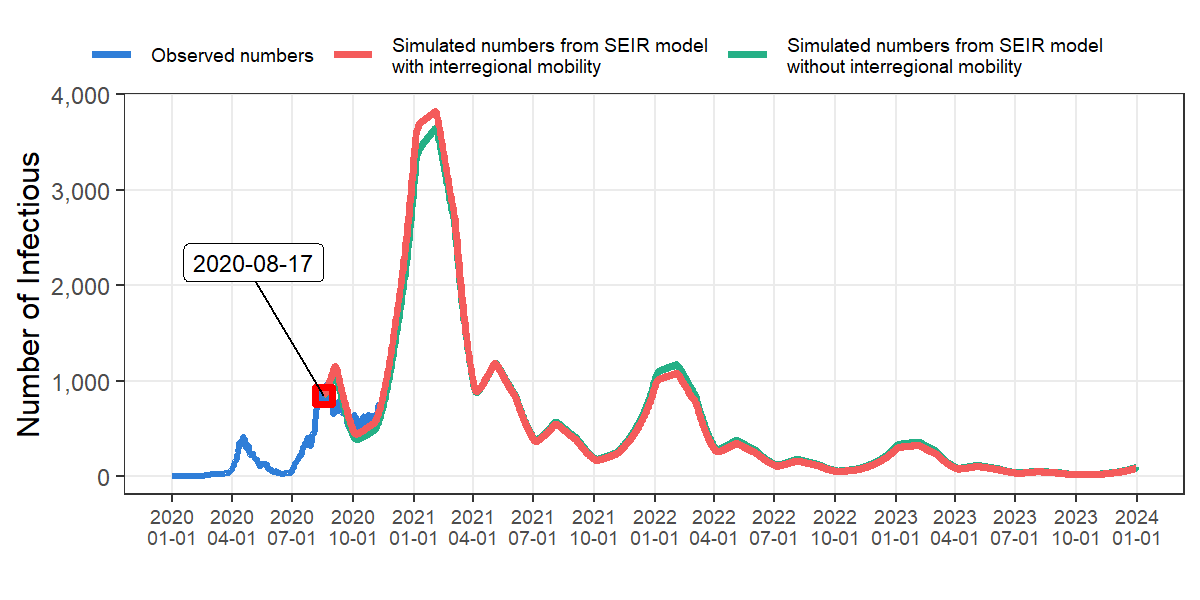 Observed numbers
Simulated numbers from SEIR model
with interregional mobility
Simulated numbers from SEIR model
without interregional mobility
Number of Infectious
4,000
3,000
2,000
1,000
0
2020-08-17
2020 2020 2020 2020 2021 2021 2021 2021 2022 2022 2022 2022 2023 2023 2023 2023 2024
01-01 04-01 07-01 10-01 01-01 04-01 07-01 10-01 01-01 04-01 07-01 10-01 01-01 04-01 07-01 10-01 01-01